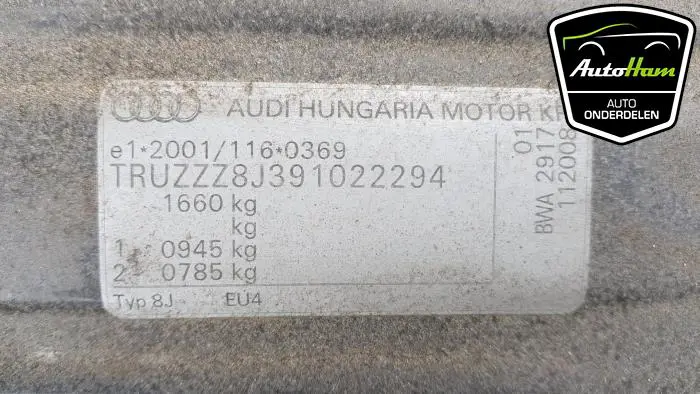 AUDI HUNGARIA MOTOR KF
e1*2001/116*0369
TRUZZZ8J391022294
1660 kg
kg
1 0945 kg
2 0785 kg
Typ 8J EU4
01
BWA 2917
112008
AutoHam
AUTO
ONDERDELEN